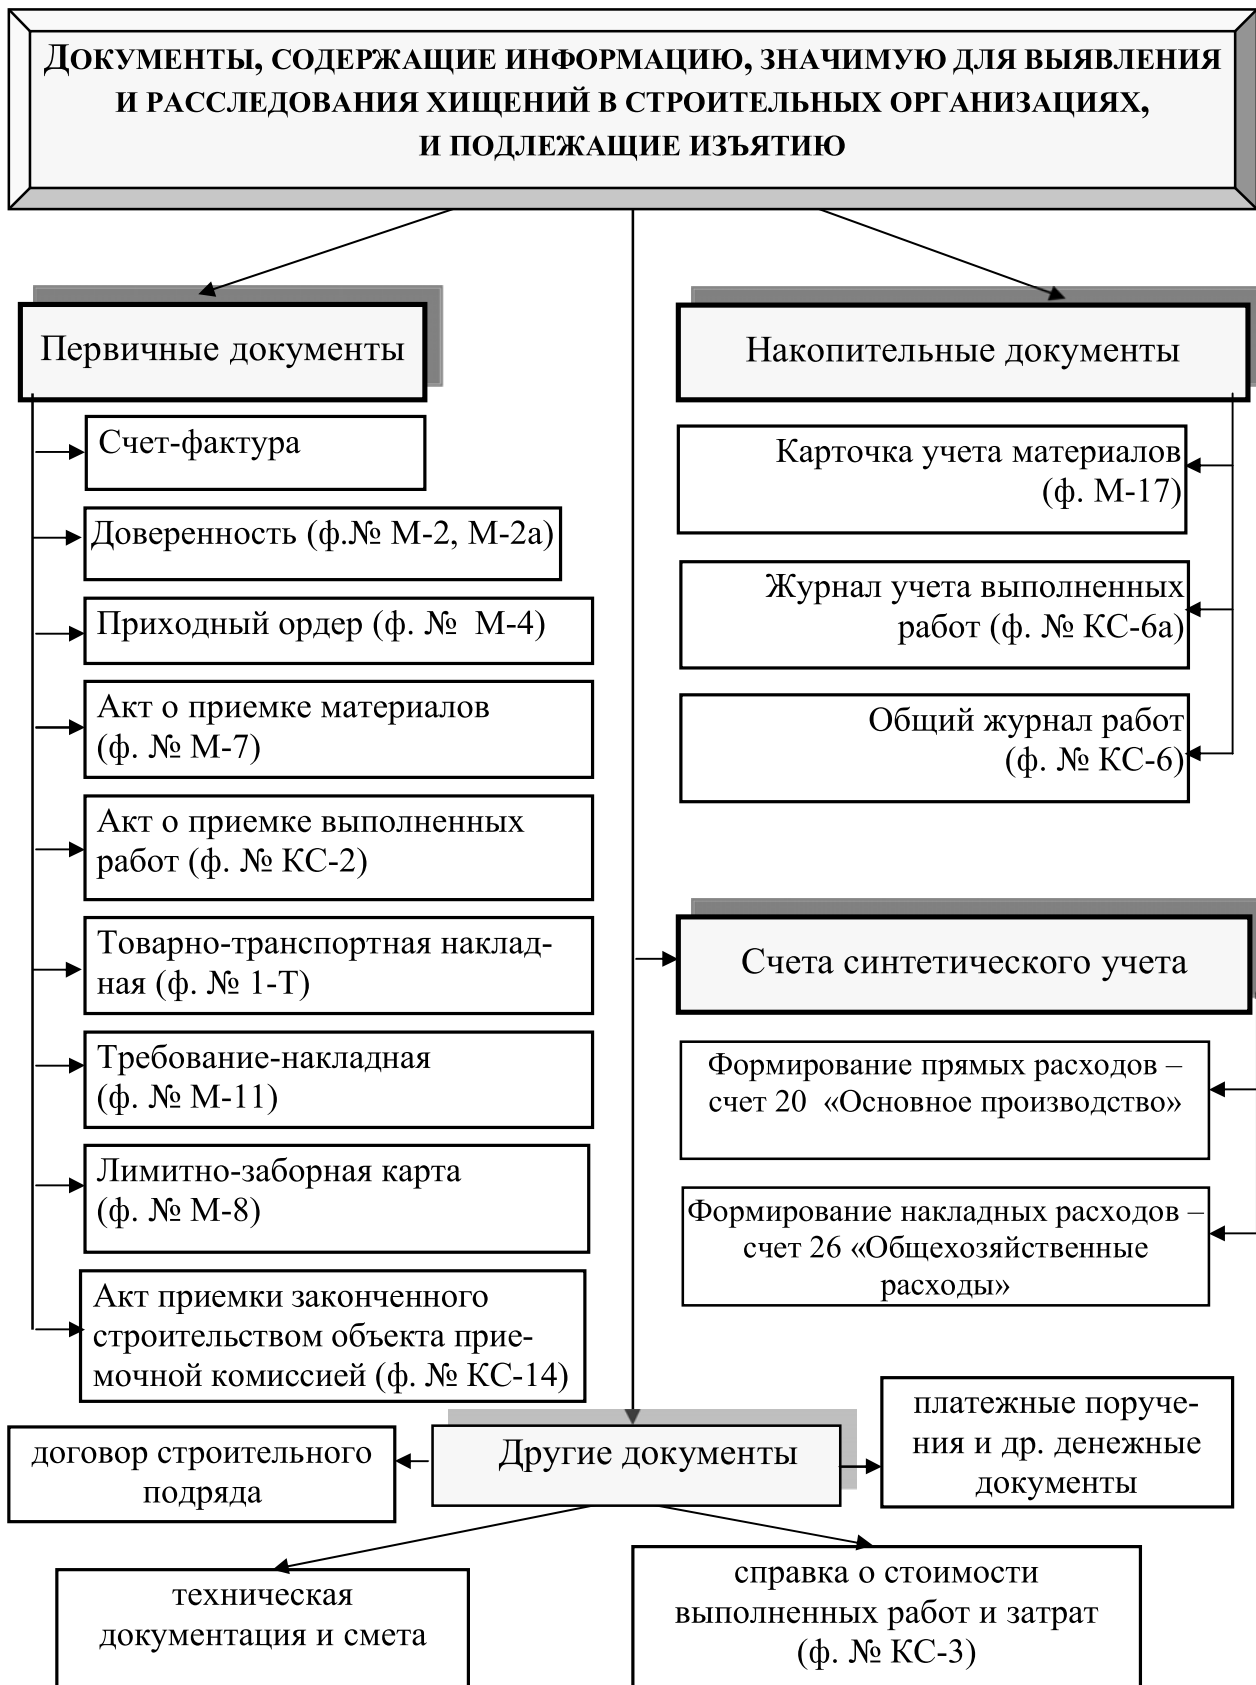 ДОКУМЕНТЫ, СОДЕРЖАЩИЕ ИНФОРМАЦИЮ, ЗНАЧИМУЮ ДЛЯ ВЫЯВЛЕНИЯ
И РАССЛЕДОВАНИЯ ХИЩЕНИЙ В СТРОИТЕЛЬНЫХ ОРГАНИЗАЦИЯХ,
И ПОДЛЕЖАЩИЕ ИЗЪЯТИЮ
Первичные документы
Счет-фактура
Доверенность (ф.№ М-2, М-2а)
Приходный ордер (ф. № М-4)
Акт о приемке материалов
(ф. № М-7)
Акт о приемке выполненных
работ (ф. № КС-2)
Товарно-транспортная наклад-
ная (ф. № 1-Т)
Требование-накладная
(ф. № М-11)
Лимитно-заборная карта
(ф. № М-8)
Акт приемки законченного
строительством объекта прие-
мочной комиссией (ф. № КС-14)
Накопительные документы
Карточка учета материалов
(ф. М-17)
Журнал учета выполненных
работ (ф. № КС-6а)
Общий журнал работ
(ф. № КС-6)
Счета синтетического учета
Формирование прямых расходов –
счет 20 «Основное производство»
Формирование накладных расходов –
счет 26 «Общехозяйственные
расходы»
Другие документы
договор строительного
подряда
платежные поруче-
ния и др. денежные
документы
техническая
документация и смета
справка о стоимости
выполненных работ и затрат
(ф. № КС-3)